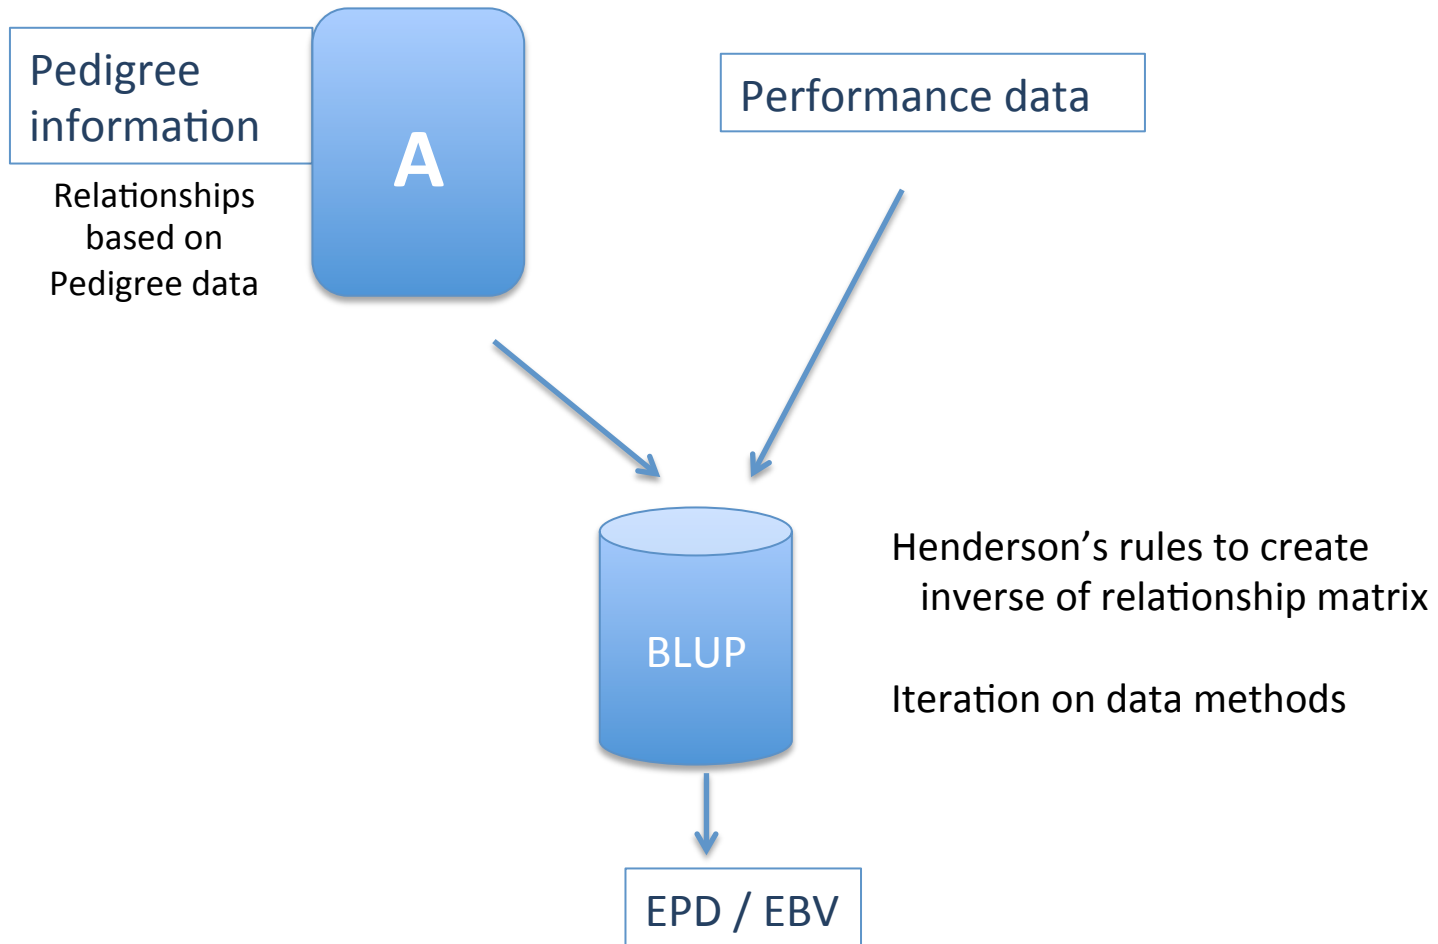 Pedigree
information
A
Performance data
Relationships
based on
Pedigree data
BLUP
Henderson’s rules to create
inverse of relationship matrix
Iteration on data methods
EPD / EBV